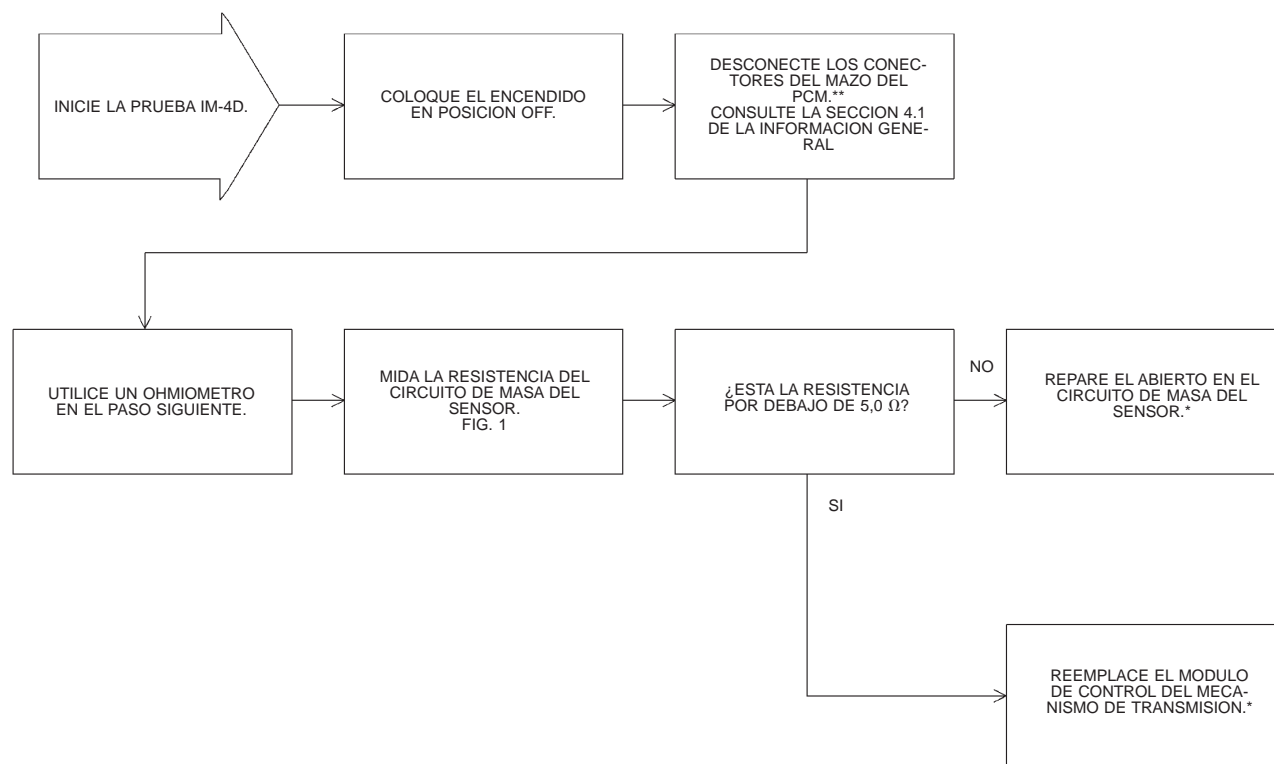 INICIE LA PRUEBA IM-4D.
COLOQUE EL ENCENDIDO
EN POSICION OFF.
DESCONECTE LOS CONEC-
TORES DEL MAZO DEL
PCM.**
CONSULTE LA SECCION 4.1
DE LA INFORMACION GENE-
RAL
UTILICE UN OHMIOMETRO
EN EL PASO SIGUIENTE.
MIDA LA RESISTENCIA DEL
CIRCUITO DE MASA DEL
SENSOR.
FIG. 1
¿ESTA LA RESISTENCIA
POR DEBAJO DE 5,0 Ω?
NO
REPARE EL ABIERTO EN EL
CIRCUITO DE MASA DEL
SENSOR.*
SI
REEMPLACE EL MODULO
DE CONTROL DEL MECA-
NISMO DE TRANSMISION.*